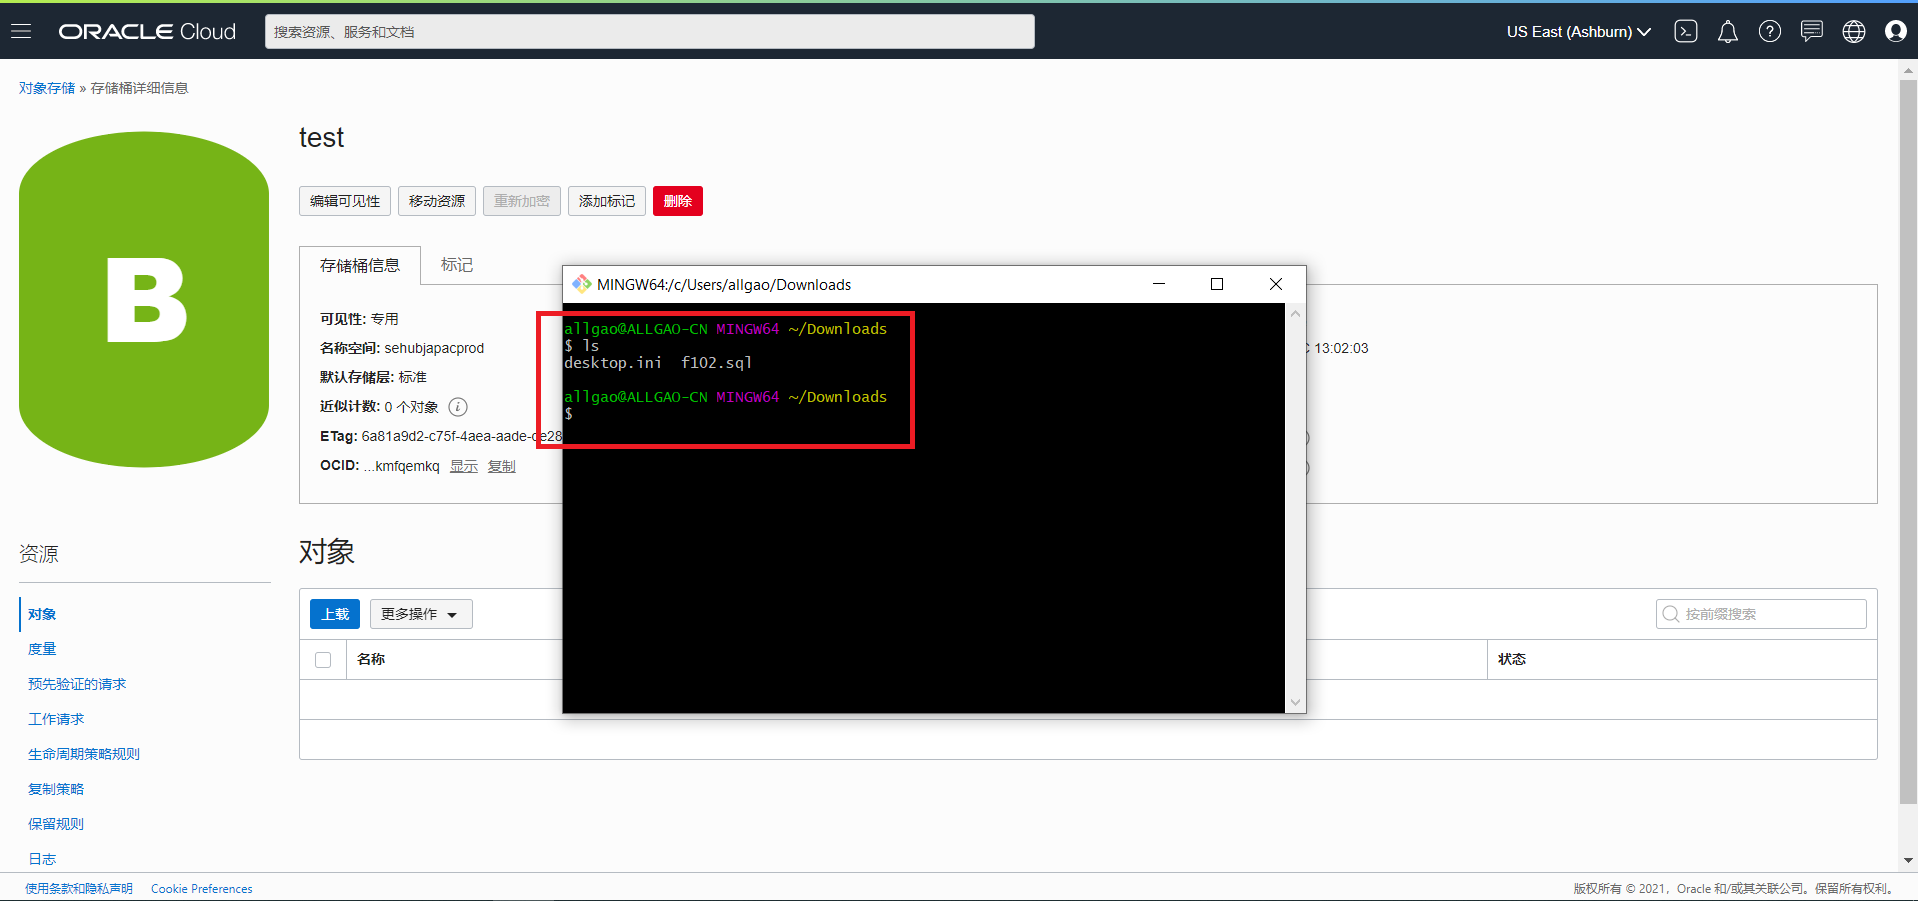 ORACLE Cloud
搜索资源、服务和文档
US East (Ashburn)
对象存储 » 存储桶详细信息
B
test
编辑可见性 移动资源 重新加密 添加标记 删除
存储桶信息 标记
可见性: 专用
名称空间: sehubjapacprod
13:02:03
默认存储层: 标准
近似计数: 0 个对象
ETag: 6a81a9d2-c75f-4aea-aade-de28
OCID: ...kmfqemkq 显示 复制
MINGW64:/c/Users/allgao/Downloads
allgao@ALLGAO-CN MINGW64 ~/Downloads
$ ls
desktop.ini f102.sql
allgao@ALLGAO-CN MINGW64 ~/Downloads
$
资源
对象
度量
预先验证的请求
工作请求
生命周期策略规则
复制策略
保留规则
日志
对象
上载 更多操作
按前缀搜索
名称 状态
使用条款和隐私声明 Cookie Preferences
版权所有 © 2021，Oracle 和/或其关联公司。保留所有权利。